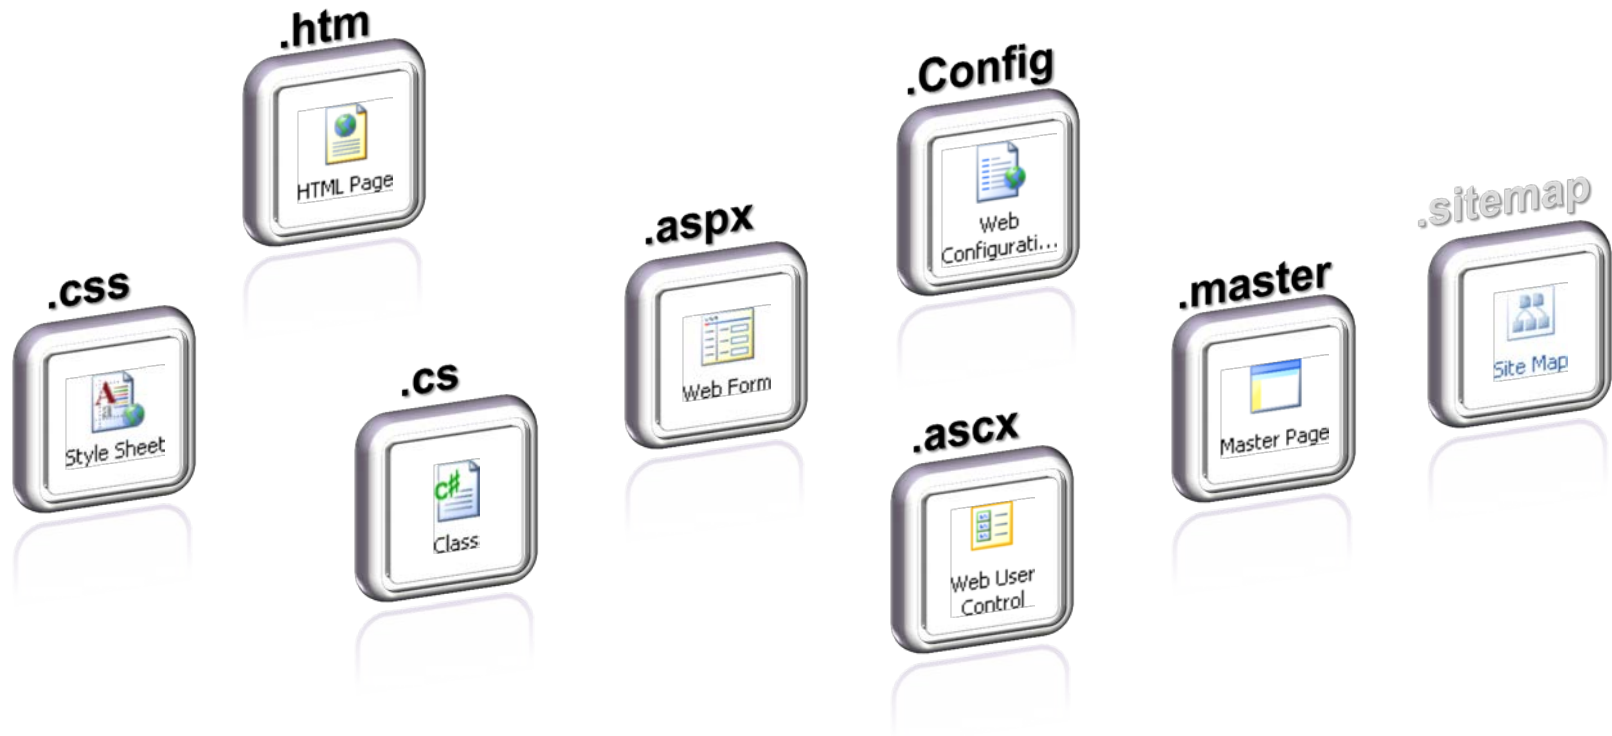 .htm
HTML Page
.css
Style Sheet
.cs
C#
Class
.aspx
Web Form
.Config
Web
Configurati...
.ascx
Web User
Control
.master
Master Page
.sitemap
Site Map